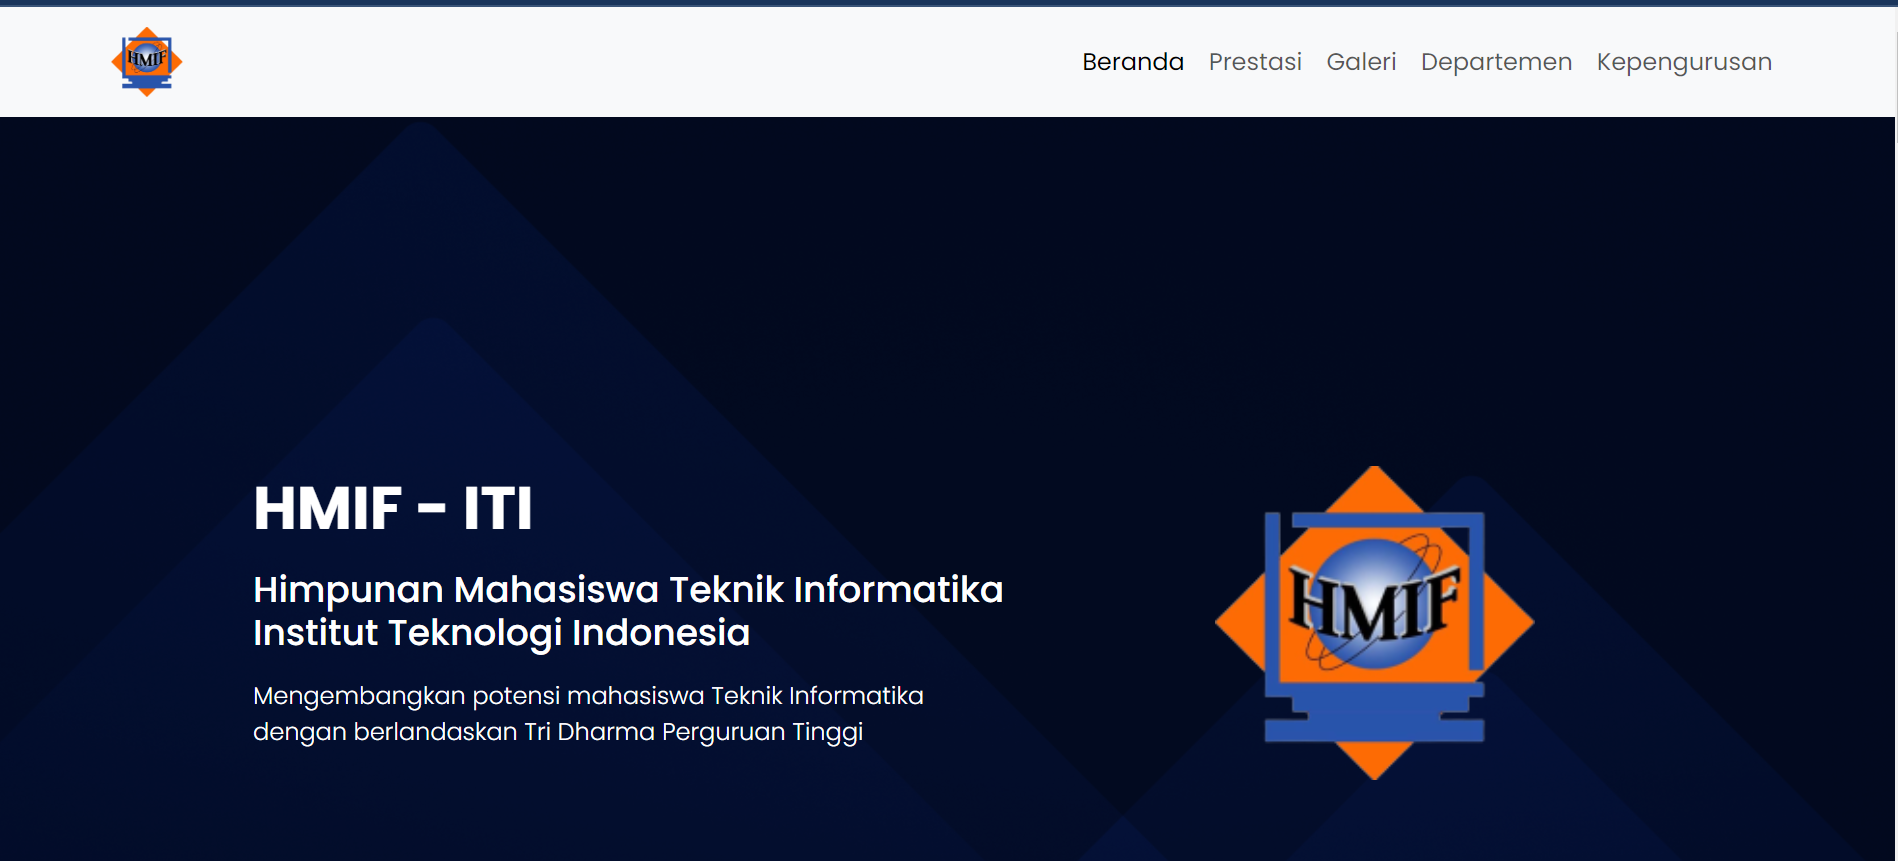 HMIF
Beranda Prestasi Galeri Departemen Kepengurusan
HMIF - ITI
Himpunan Mahasiswa Teknik Informatika
Institut Teknologi Indonesia
Mengembangkan potensi mahasiswa Teknik Informatika
dengan berlandaskan Tri Dharma Perguruan Tinggi
HMIF